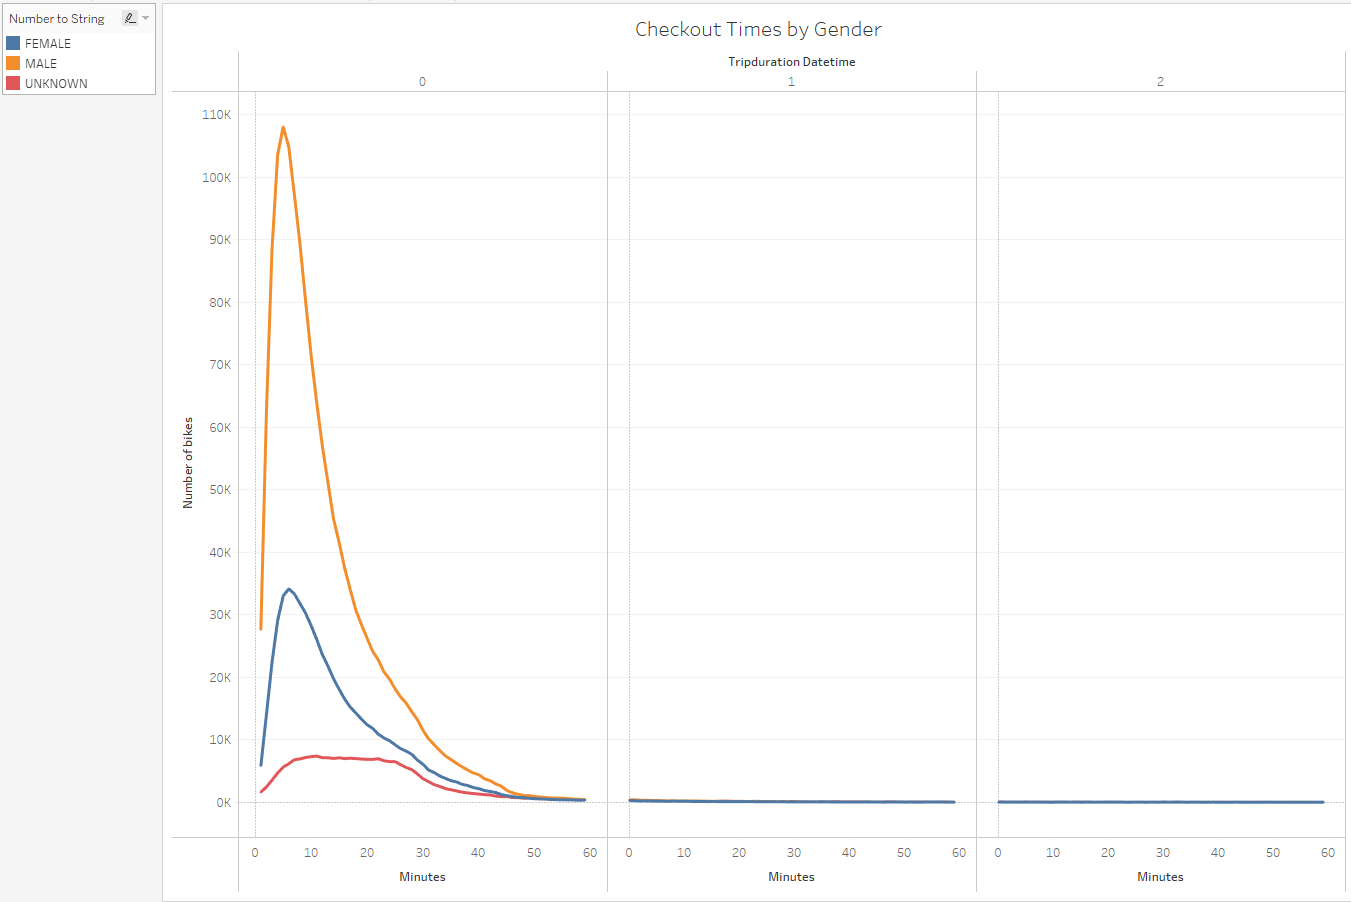 Number to String
FEMALE
MALE
UNKNOWN
Checkout Times by Gender
Tripduration Datetime
0 1 2
110K
100K
90K
80K
70K
60K
50K
40K
30K
20K
10K
0K
Number of bikes
0 10 20 30 40 50 60 0 10 20 30 40 50 60 0 10 20 30 40 50 60
Minutes Minutes Minutes